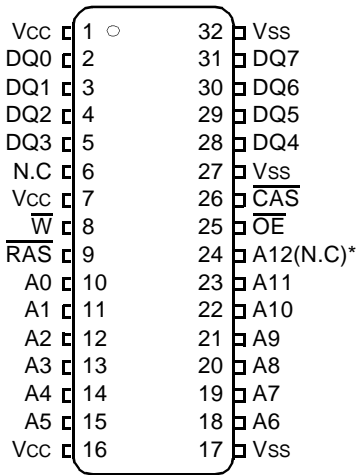 Vcc 1 32 Vss
DQ0 2 31 DQ7
DQ1 3 30 DQ6
DQ2 4 29 DQ5
DQ3 5 28 DQ4
N.C 6 27 Vss
Vcc 7 26 C̅A̅S̅
W̅ 8 25 O̅E̅
R̅A̅S̅ 9 24 A12(N.C)*
A0 10 23 A11
A1 11 22 A10
A2 12 21 A9
A3 13 20 A8
A4 14 19 A7
A5 15 18 A6
Vcc 16 17 Vss